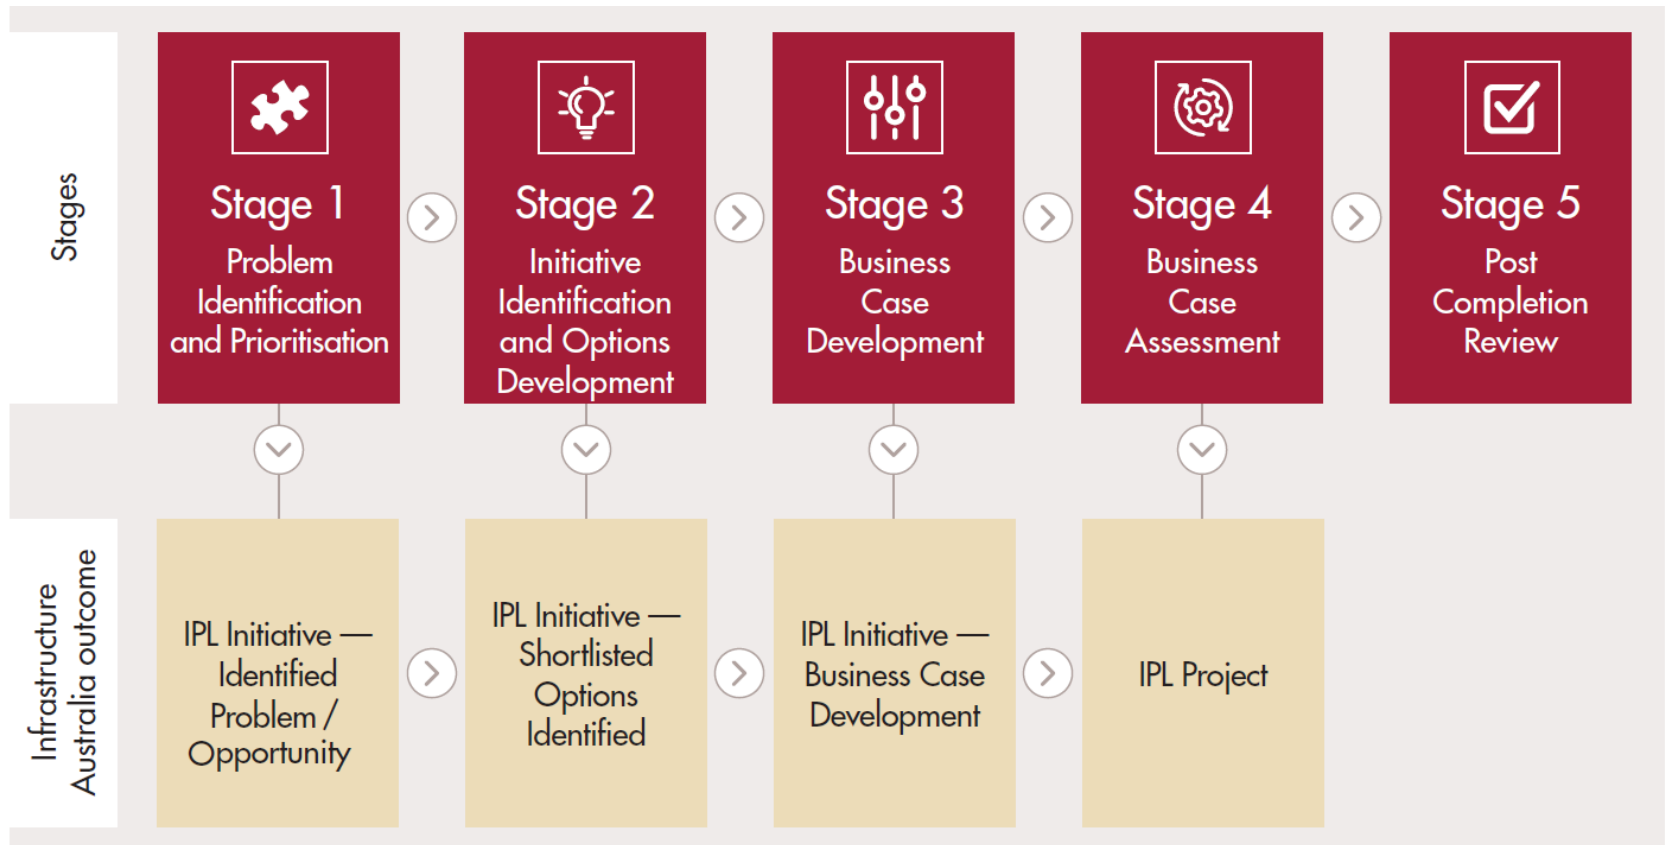 Stages
Stage 1
Problem
Identification
and Prioritisation
Stage 2
Initiative
Identification
and Options
Development
Stage 3
Business
Case
Development
Stage 4
Business
Case
Assessment
Stage 5
Post
Completion
Review
Infrastructure
Australia outcome
IPL Initiative —
Identified
Problem /
Opportunity
IPL Initiative —
Shortlisted
Options
Identified
IPL Initiative —
Business Case
Development
IPL Project